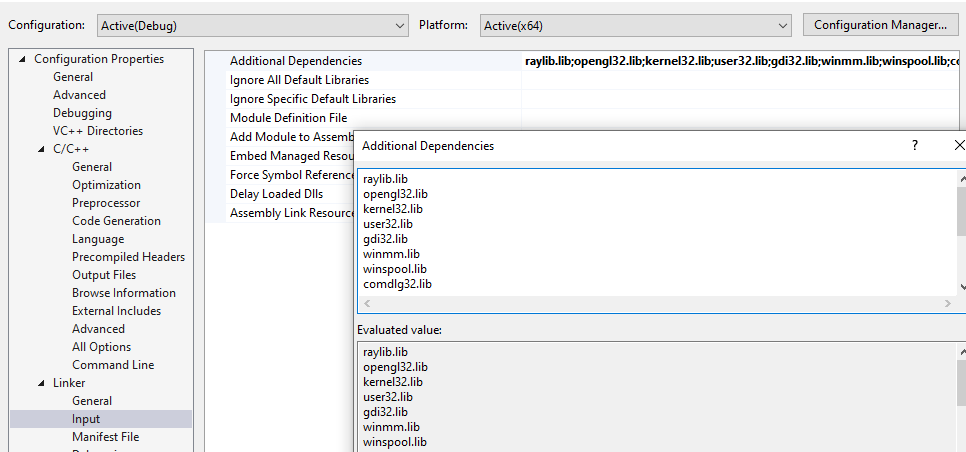 Configuration: Active(Debug) Platform: Active(x64) Configuration Manager...
Configuration Properties
General
Advanced
Debugging
VC++ Directories
C/C++
General
Optimization
Preprocessor
Code Generation
Language
Precompiled Headers
Output Files
Browse Information
External Includes
Advanced
All Options
Command Line
Linker
General
Input
Manifest File
Additional Dependencies raylib.lib;opengl32.lib;kernel32.lib;user32.lib;gdi32.lib;winmm.lib;winspool.lib;co
Ignore All Default Libraries
Ignore Specific Default Libraries
Module Definition File
Add Module to Assemb
Embed Managed Resou
Force Symbol Reference
Delay Loaded Dlls
Assembly Link Resourc
Additional Dependencies ?
raylib.lib
opengl32.lib
kernel32.lib
user32.lib
gdi32.lib
winmm.lib
winspool.lib
comdlg32.lib
Evaluated value:
raylib.lib
opengl32.lib
kernel32.lib
user32.lib
gdi32.lib
winmm.lib
winspool.lib